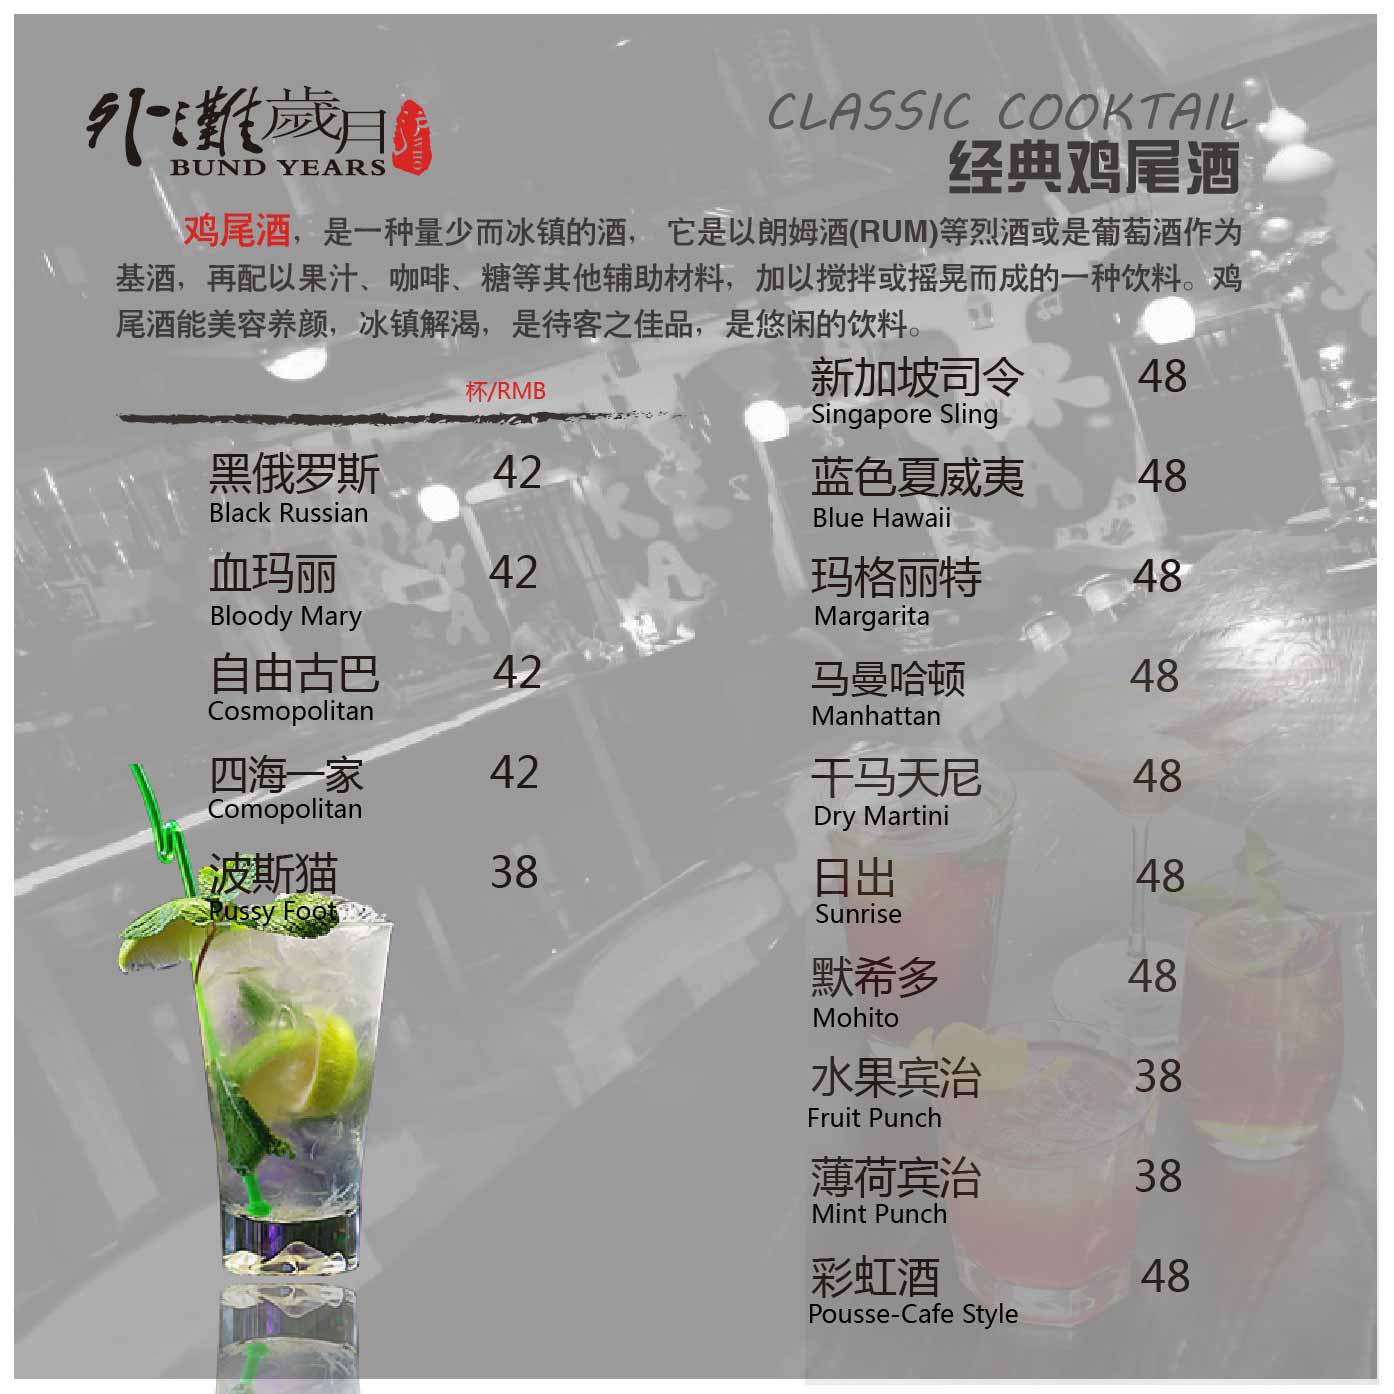 外灘歲月
BUND YEARS
CLASSIC COOKTAIL
经典鸡尾酒
鸡尾酒，是一种量少而冰镇的酒， 它是以朗姆酒(RUM)等烈酒或是葡萄酒作为
基酒，再配以果汁、咖啡、糖等其他辅助材料，加以搅拌或摇晃而成的一种饮料。鸡
尾酒能美容养颜，冰镇解渴，是待客之佳品，是悠闲的饮料。
杯/RMB
黑俄罗斯 42
Black Russian
血玛丽 42
Bloody Mary
自由古巴 42
Cosmopolitan
四海一家 42
Comopolitan
波斯猫 38
Pussy Foot
新加坡司令 48
Singapore Sling
蓝色夏威夷 48
Blue Hawaii
玛格丽特 48
Margarita
马曼哈顿 48
Manhattan
干马天尼 48
Dry Martini
日出 48
Sunrise
默希多 48
Mohito
水果宾治 38
Fruit Punch
薄荷宾治 38
Mint Punch
彩虹酒 48
Pousse-Cafe Style